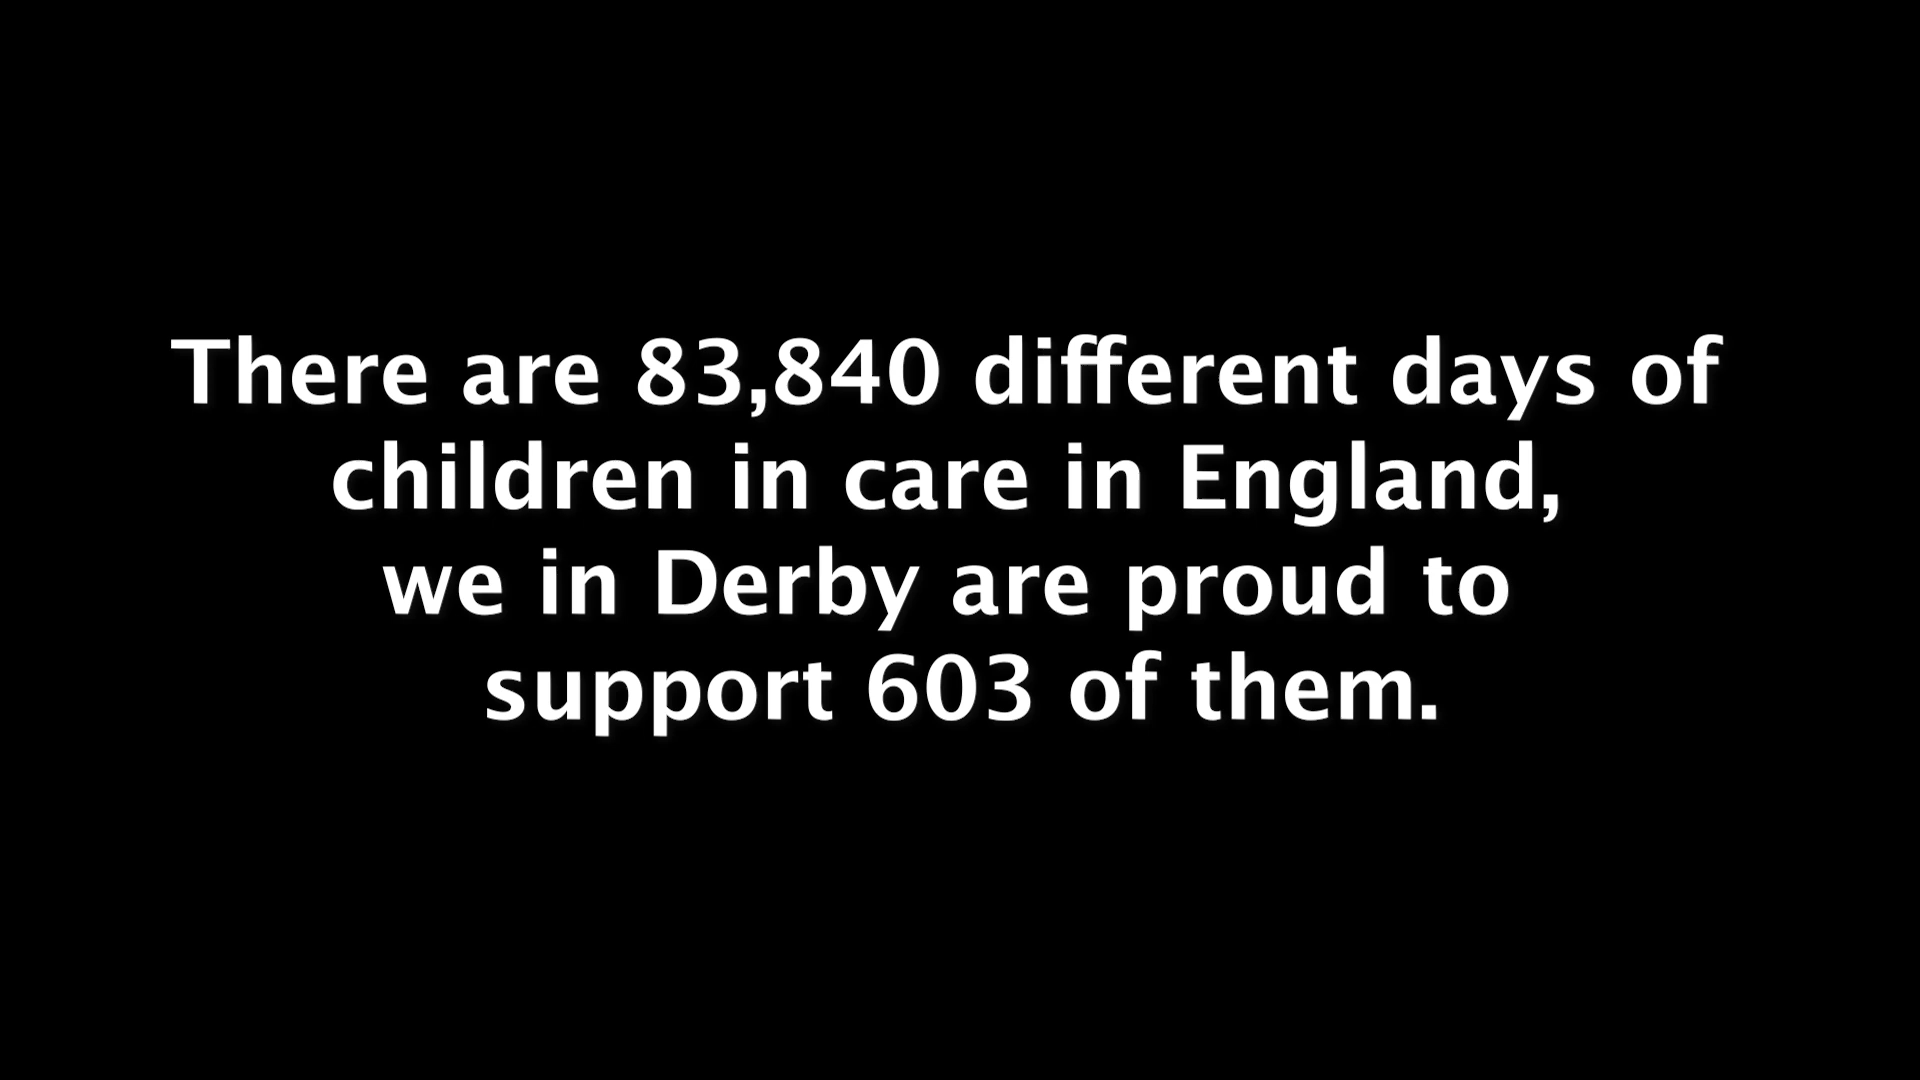 There are 83,840 different days of
children in care in England,
we in Derby are proud to
support 603 of them.